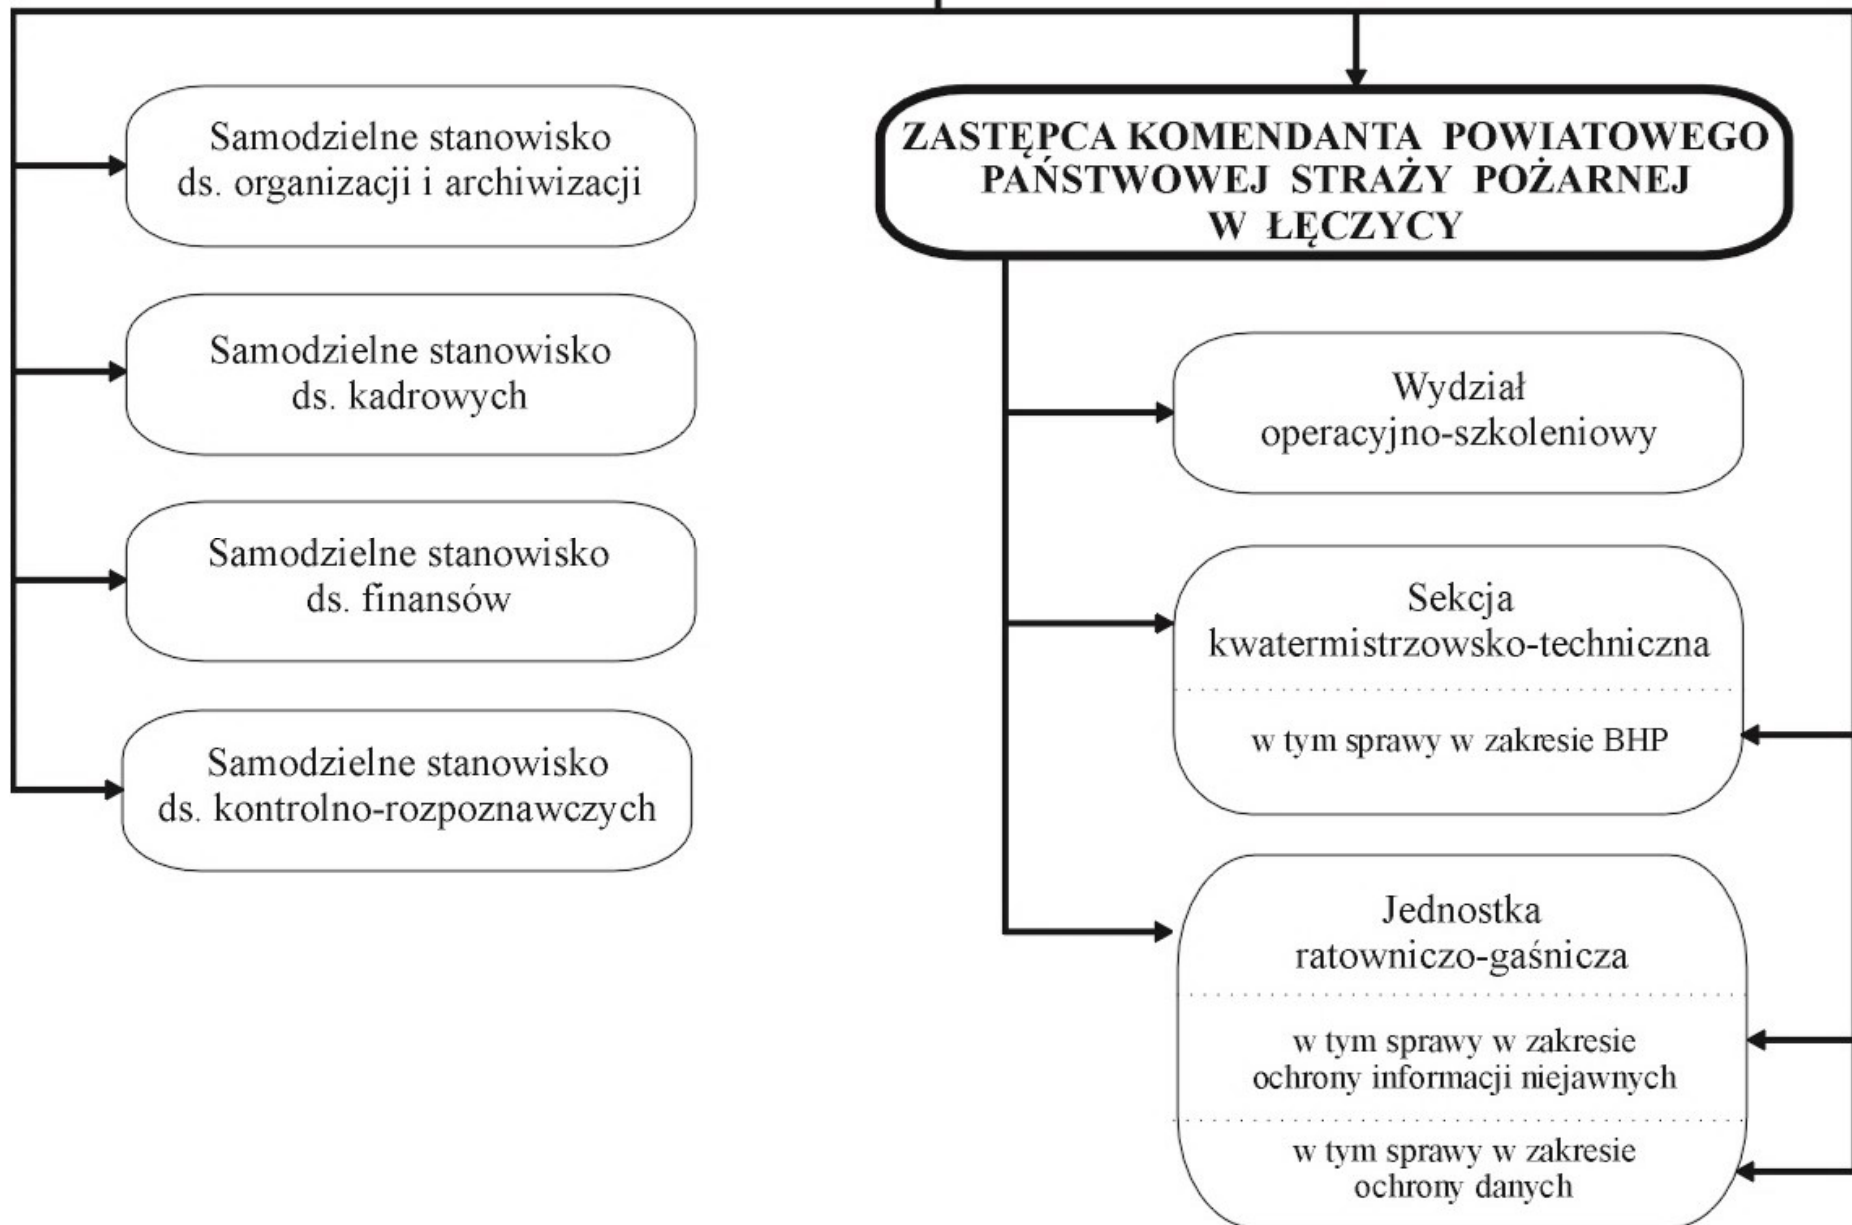 Samodzielne stanowisko
ds. organizacji i archiwizacji
Samodzielne stanowisko
ds. kadrowych
Samodzielne stanowisko
ds. finansów
Samodzielne stanowisko
ds. kontrolno-rozpoznawczych
ZASTĘPCA KOMENDANTA POWIATOWEGO
PAŃSTWOWEJ STRAŻY POŻARNEJ
W ŁĘCZYCY
Wydział
operacyjno-szkoleniowy
Sekcja
kwatermistrzowsko-techniczna
w tym sprawy w zakresie BHP
Jednostka
ratowniczo-gaśnicza
w tym sprawy w zakresie
ochrony informacji niejawnych
w tym sprawy w zakresie
ochrony danych